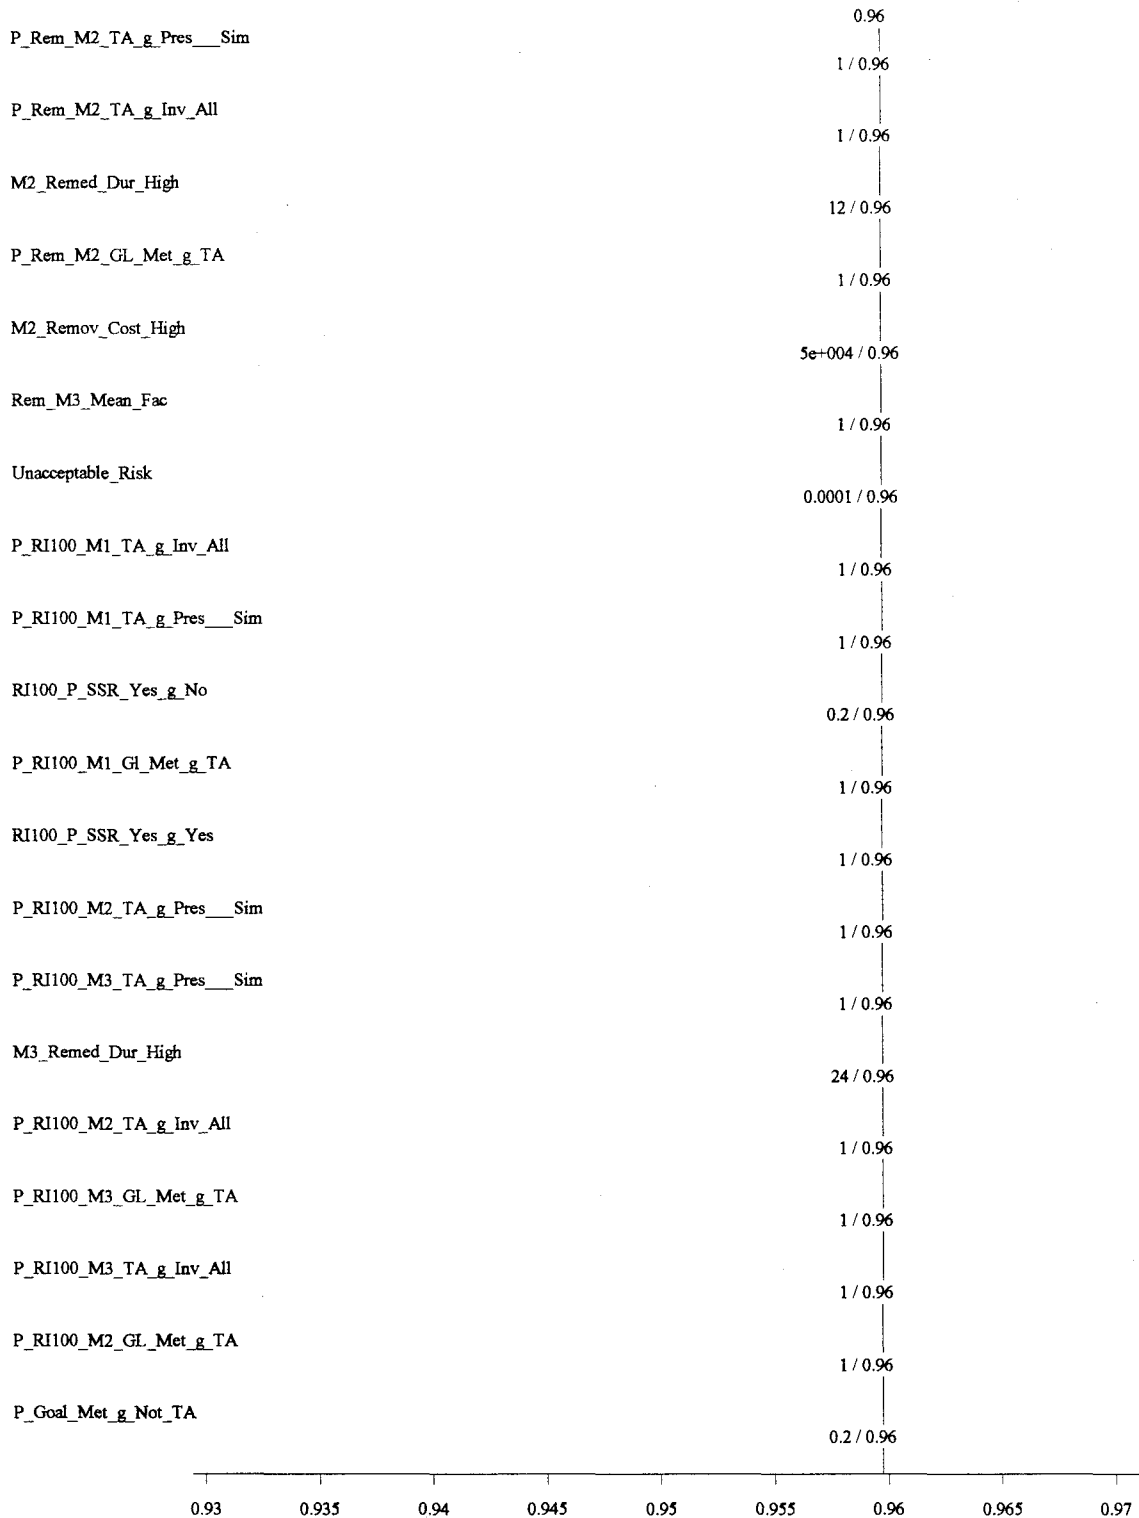 0.96
P_Rem_M2_TA_g_Pres___Sim
1 / 0.96
P_Rem_M2_TA_g_Inv_All
1 / 0.96
M2_Remed_Dur_High
12 / 0.96
P_Rem_M2_GL_Met_g_TA
1 / 0.96
M2_Remov_Cost_High
5e+004 / 0.96
Rem_M3_Mean_Fac
1 / 0.96
Unacceptable_Risk
0.0001 / 0.96
P_RI100_M1_TA_g_Inv_All
1 / 0.96
P_RI100_M1_TA_g_Pres___Sim
1 / 0.96
RI100_P_SSR_Yes_g_No
0.2 / 0.96
P_RI100_M1_Gl_Met_g_TA
1 / 0.96
RI100_P_SSR_Yes_g_Yes
1 / 0.96
P_RI100_M2_TA_g_Pres___Sim
1 / 0.96
P_RI100_M3_TA_g_Pres___Sim
1 / 0.96
M3_Remed_Dur_High
24 / 0.96
P_RI100_M2_TA_g_Inv_All
1 / 0.96
P_RI100_M3_GL_Met_g_TA
1 / 0.96
P_RI100_M3_TA_g_Inv_All
1 / 0.96
P_RI100_M2_GL_Met_g_TA
1 / 0.96
P_Goal_Met_g_Not_TA
0.2 / 0.96
0.93 0.935 0.94 0.945 0.95 0.955 0.96 0.965 0.97